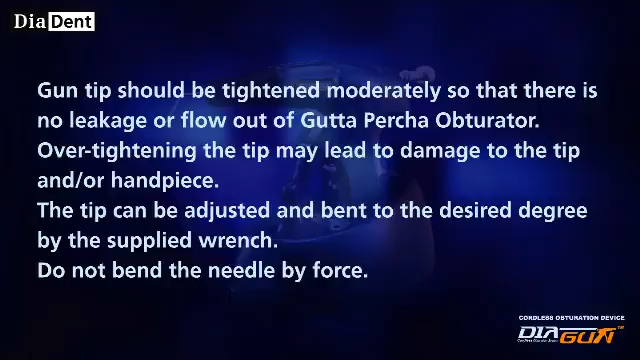 DiaDent
Gun tip should be tightened moderately so that there is
no leakage or flow out of Gutta Percha Obturator.
Over-tightening the tip may lead to damage to the tip
and/or handpiece.
The tip can be adjusted and bent to the desired degree
by the supplied wrench.
Do not bend the needle by force.
CORDLESS OBTURATION DEVICE
DIAGUN™